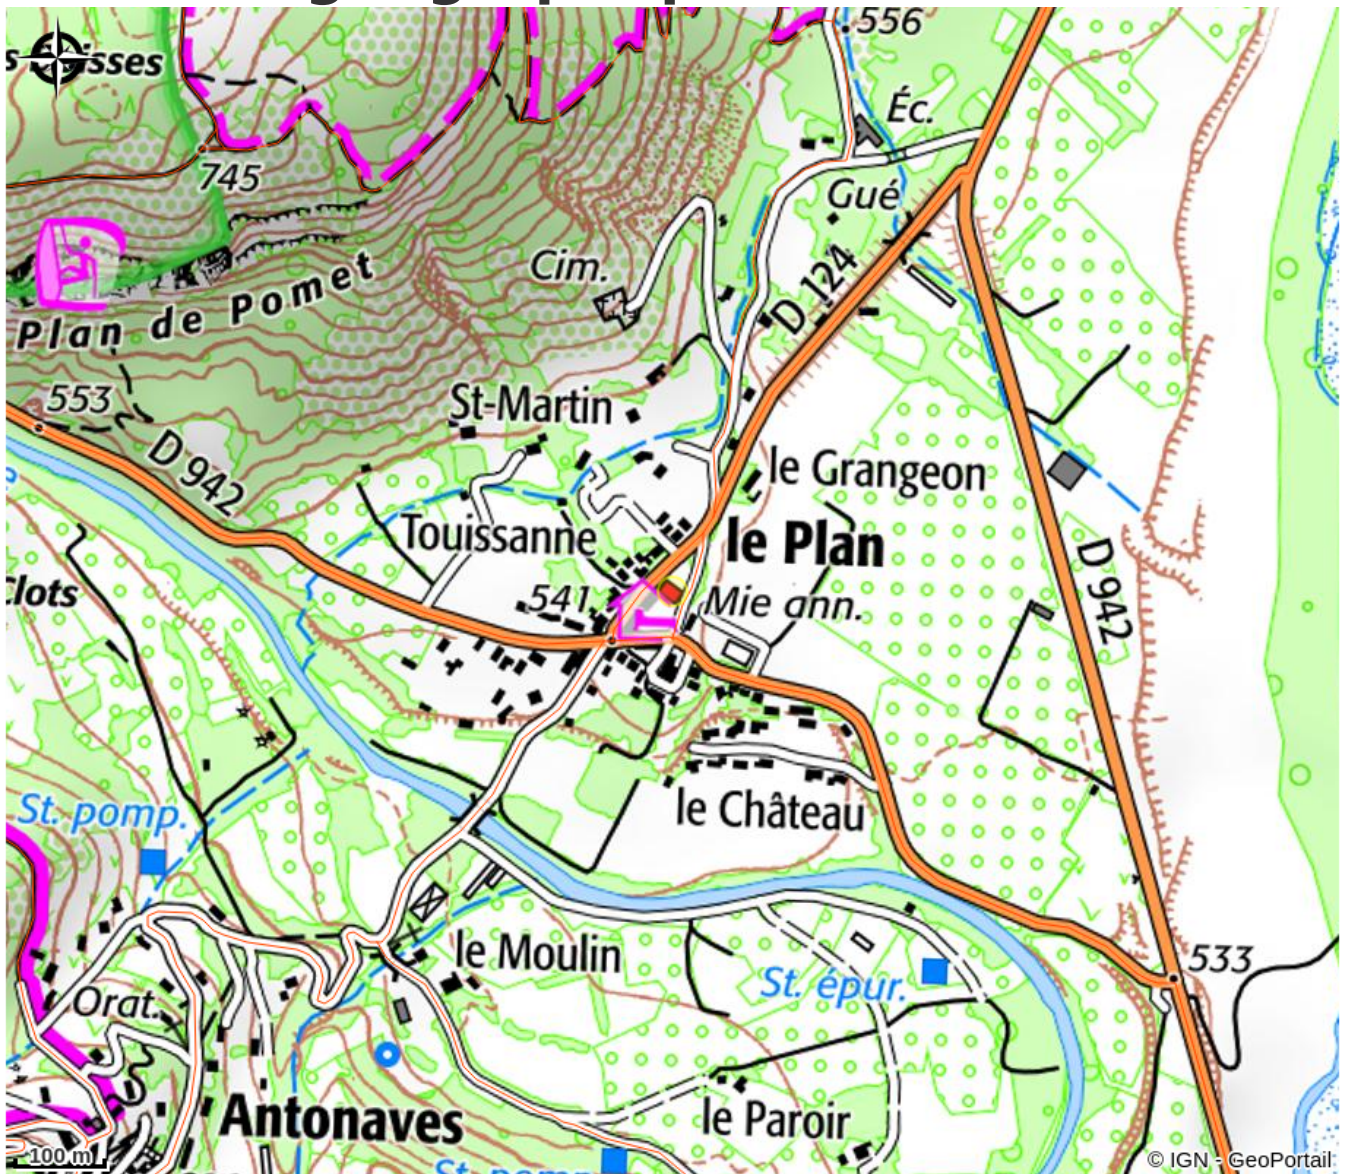 556
Éc.
745
Gué
Cim.
D 124
Plan de Pomet
553
St-Martin
D 942
le Grangeon
Touissanne
le Plan
541
Mie ann.
D 942
Clots
St. pomp.
le Château
le Moulin
533
St. épur.
Orat.
Antonaves
le Paroir
100 m
© IGN - GeoPortail